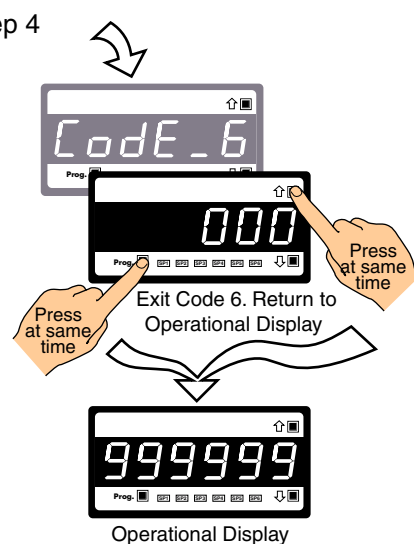 ep 4
CodE_6
Prog.
000
Prog. SP1 SP2 SP3 SP4 SP5 SP6
Press
at same
time
Press
at same
time
Exit Code 6. Return to
Operational Display
999999
Prog. SP1 SP2 SP3 SP4 SP5 SP6
Operational Display